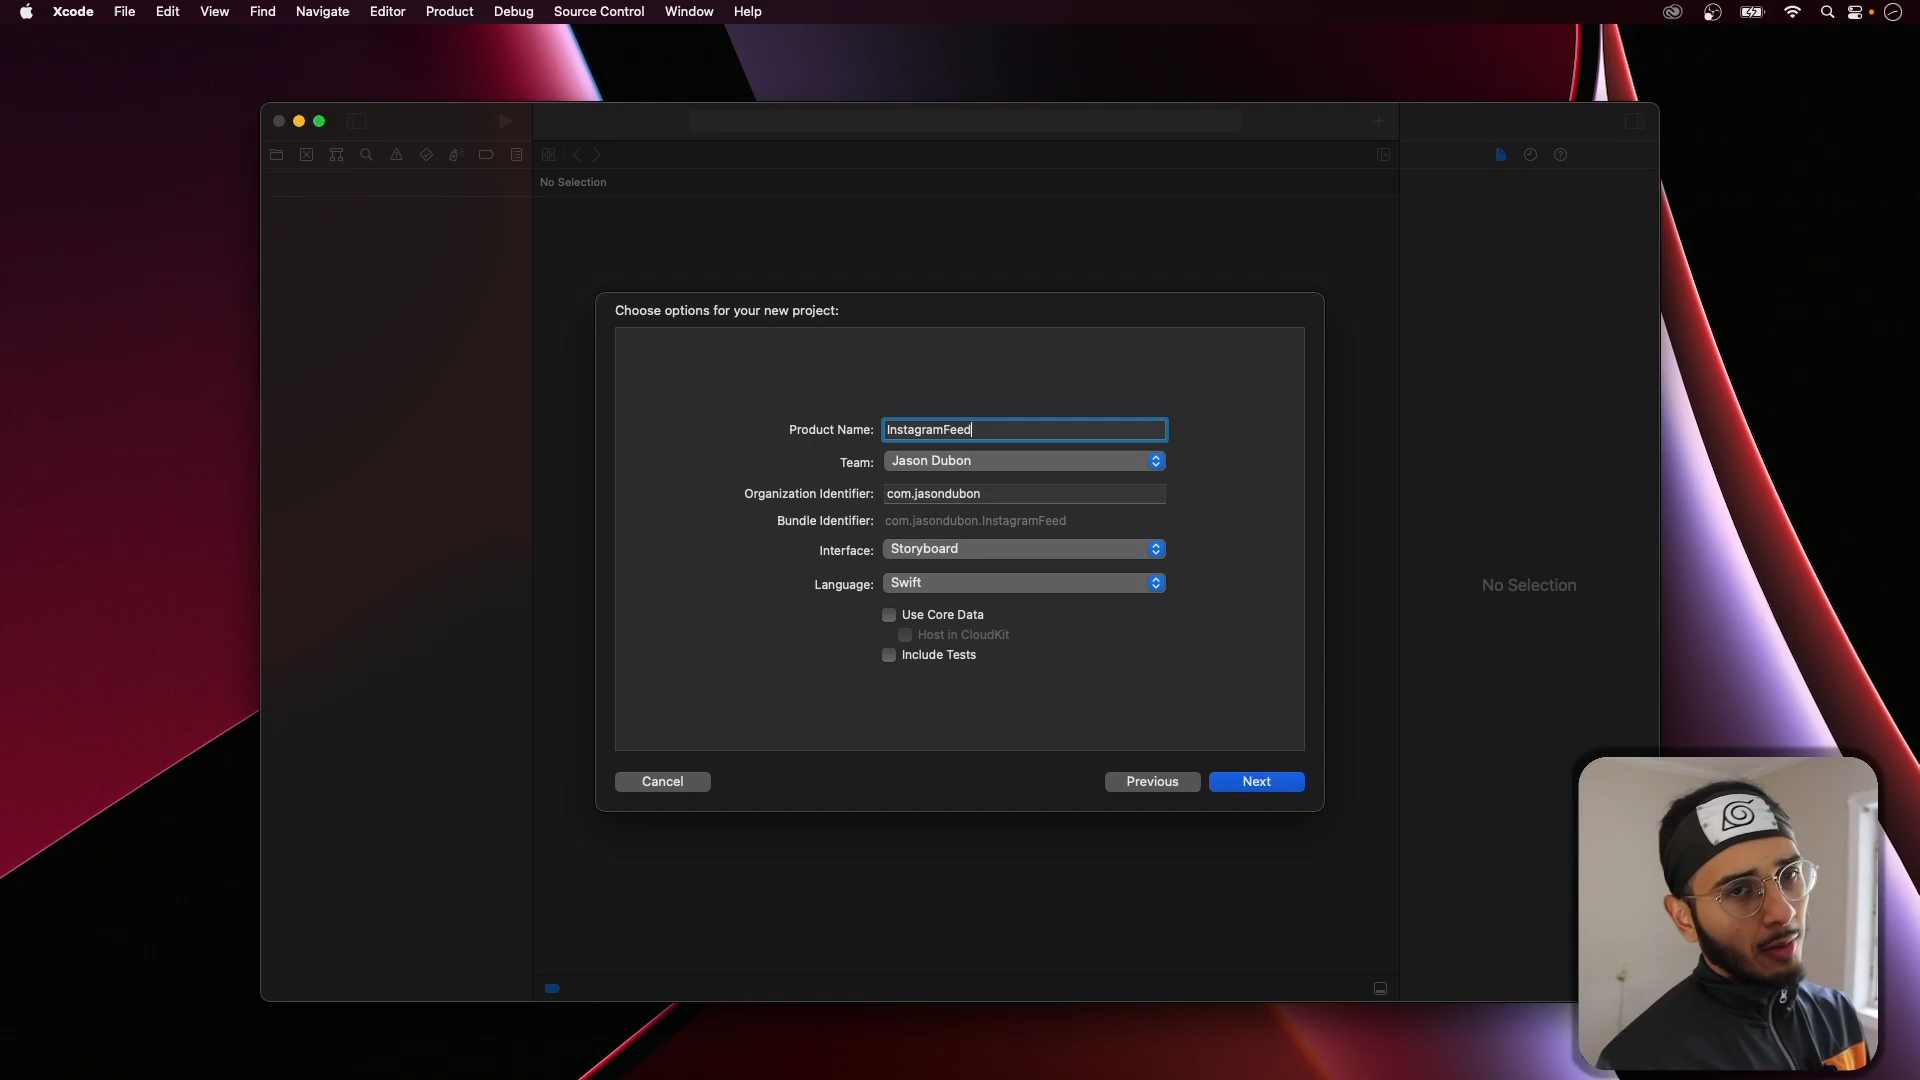 Xcode File Edit View Find Navigate Editor Product Debug Source Control Window Help
No Selection
Choose options for your new project:
Product Name: InstagramFeed
Team: Jason Dubon
Organization Identifier: com.jasondubon
Bundle Identifier: com.jasondubon.InstagramFeed
Interface: Storyboard
Language: Swift
Use Core Data
Host in CloudKit
Include Tests
No Selection
Cancel Previous Next